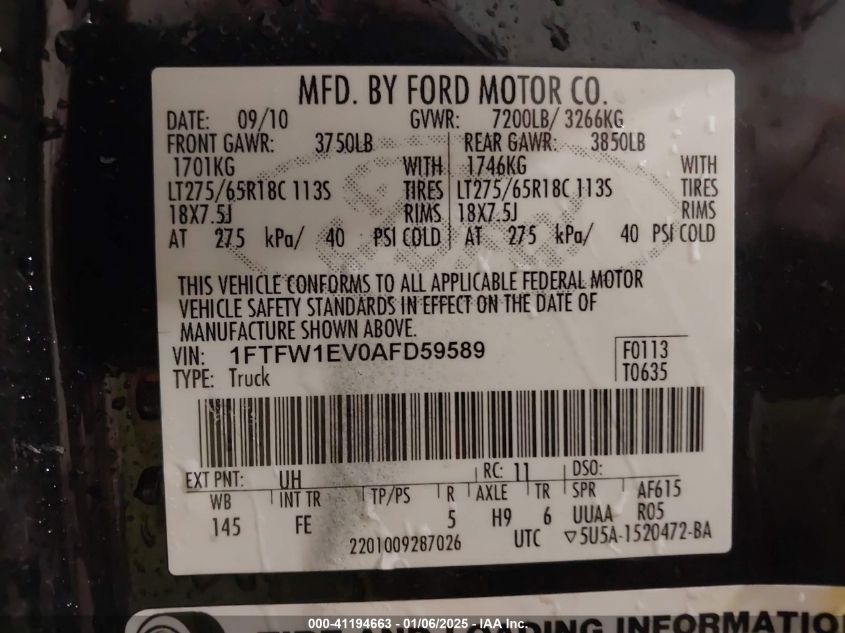 MFD. BY FORD MOTOR CO.
DATE: 09/10 GVWR: 7200LB/ 3266KG
FRONT GAWR: 3750LB REAR GAWR: 3850LB
1701KG WITH 1746KG WITH
LT275/65R18C 113S TIRES LT275/65R18C 113S TIRES
18X7.5J RIMS 18X7.5J RIMS
AT 275 kPa/ 40 PSI COLD AT 275 kPa/ 40 PSI COLD
THIS VEHICLE CONFORMS TO ALL APPLICABLE FEDERAL MOTOR
VEHICLE SAFETY STANDARDS IN EFFECT ON THE DATE OF
MANUFACTURE SHOWN ABOVE.
VIN: 1FTFW1EV0AFD59589 F0113
TYPE: Truck T0635
EXT PNT: UH RC: 11 DSO:
WB INT TR TP/PS R AXLE TR SPR AF615
145 FE 5 H9 6 UUAA R05
2201009287026 UTC ▽5U5A-1520472-BA
TIRE AND LOADING INFORMATION
000-41194663 - 01/06/2025 - IAA Inc.